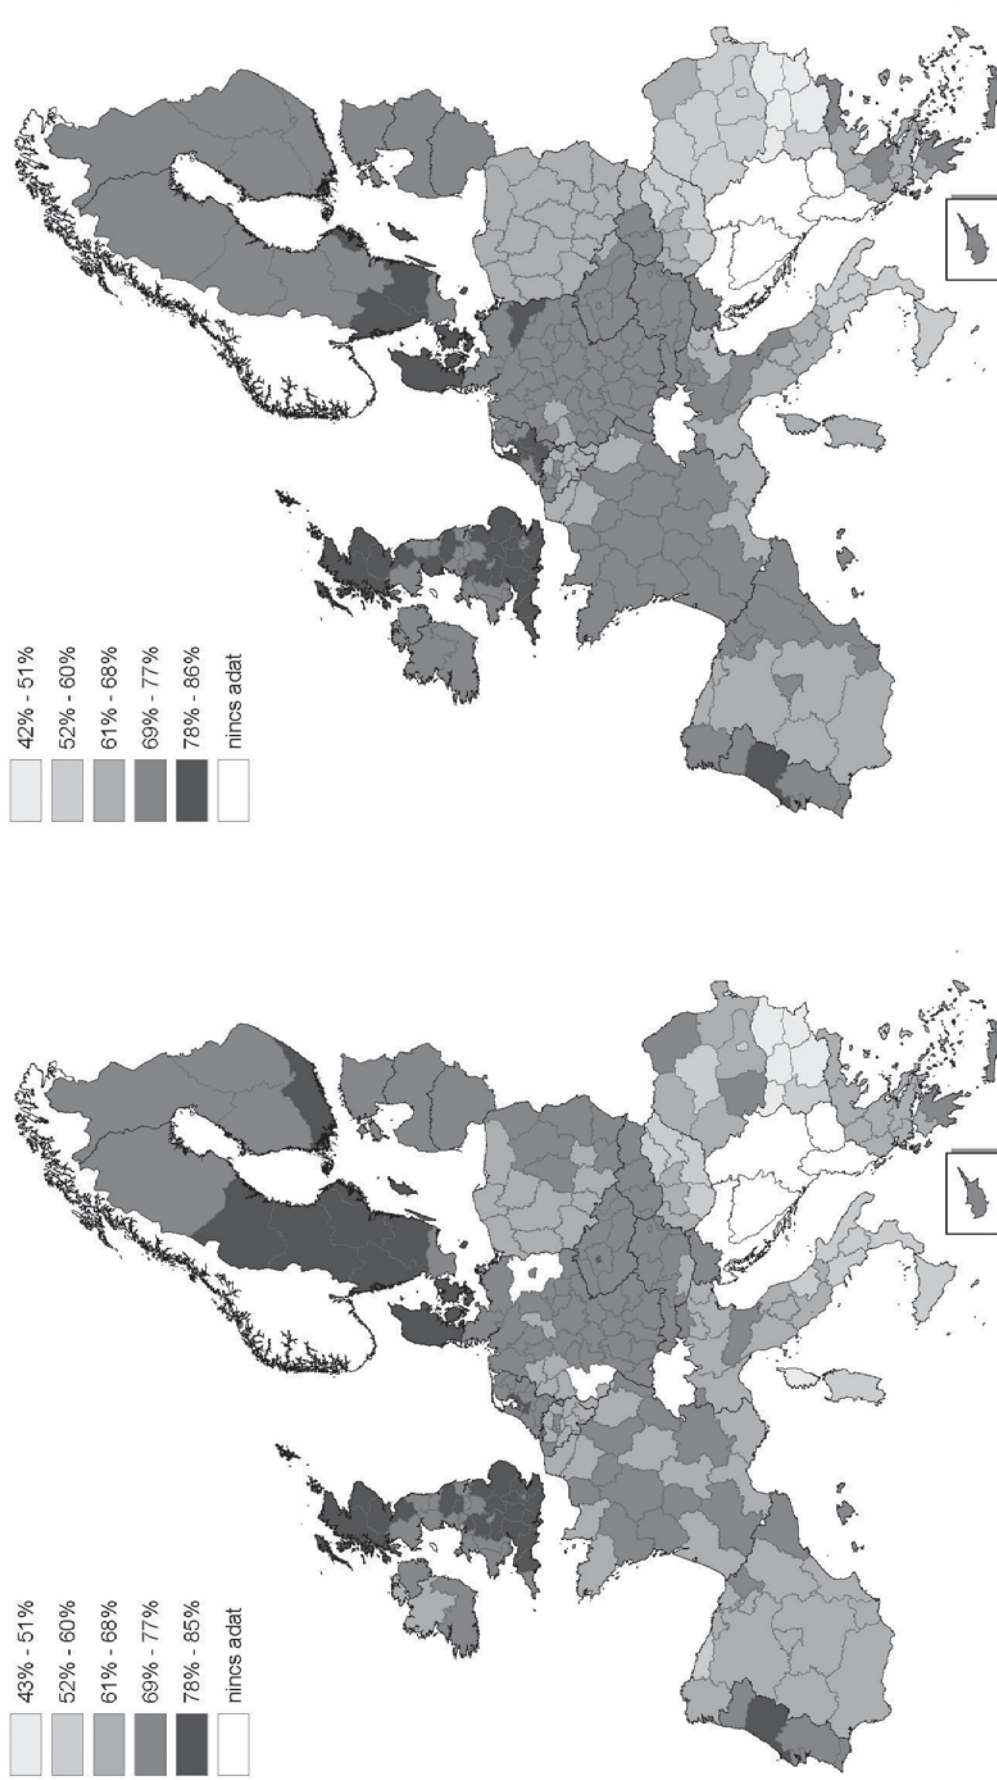 43% - 51%
52% - 60%
61% - 68%
69% - 77%
78% - 85%
nincs adat
42% - 51%
52% - 60%
61% - 68%
69% - 77%
78% - 86%
nincs adat